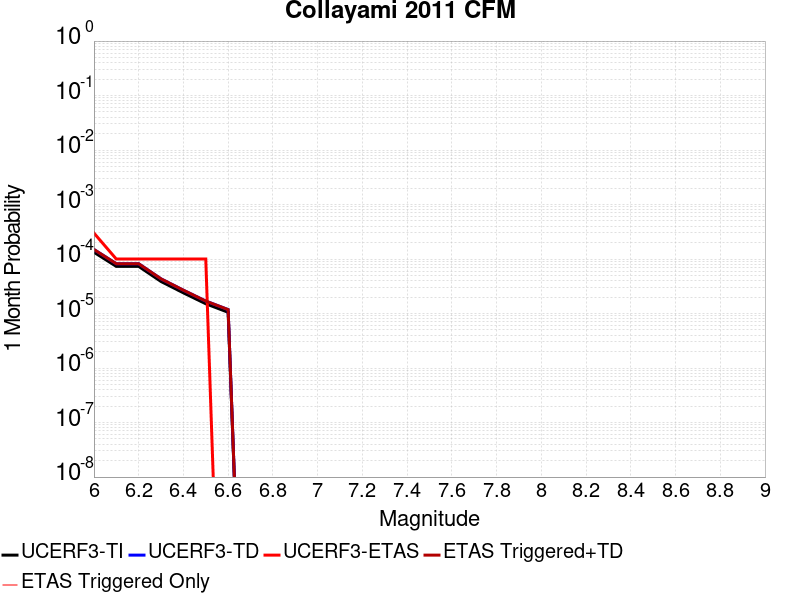 Collayami 2011 CFM
10^0
10^-1
10^-2
10^-3
10^-4
10^-5
10^-6
10^-7
10^-8
1 Month Probability
6 6.2 6.4 6.6 6.8 7 7.2 7.4 7.6 7.8 8 8.2 8.4 8.6 8.8 9
Magnitude
UCERF3-TI UCERF3-TD UCERF3-ETAS ETAS Triggered+TD
ETAS Triggered Only